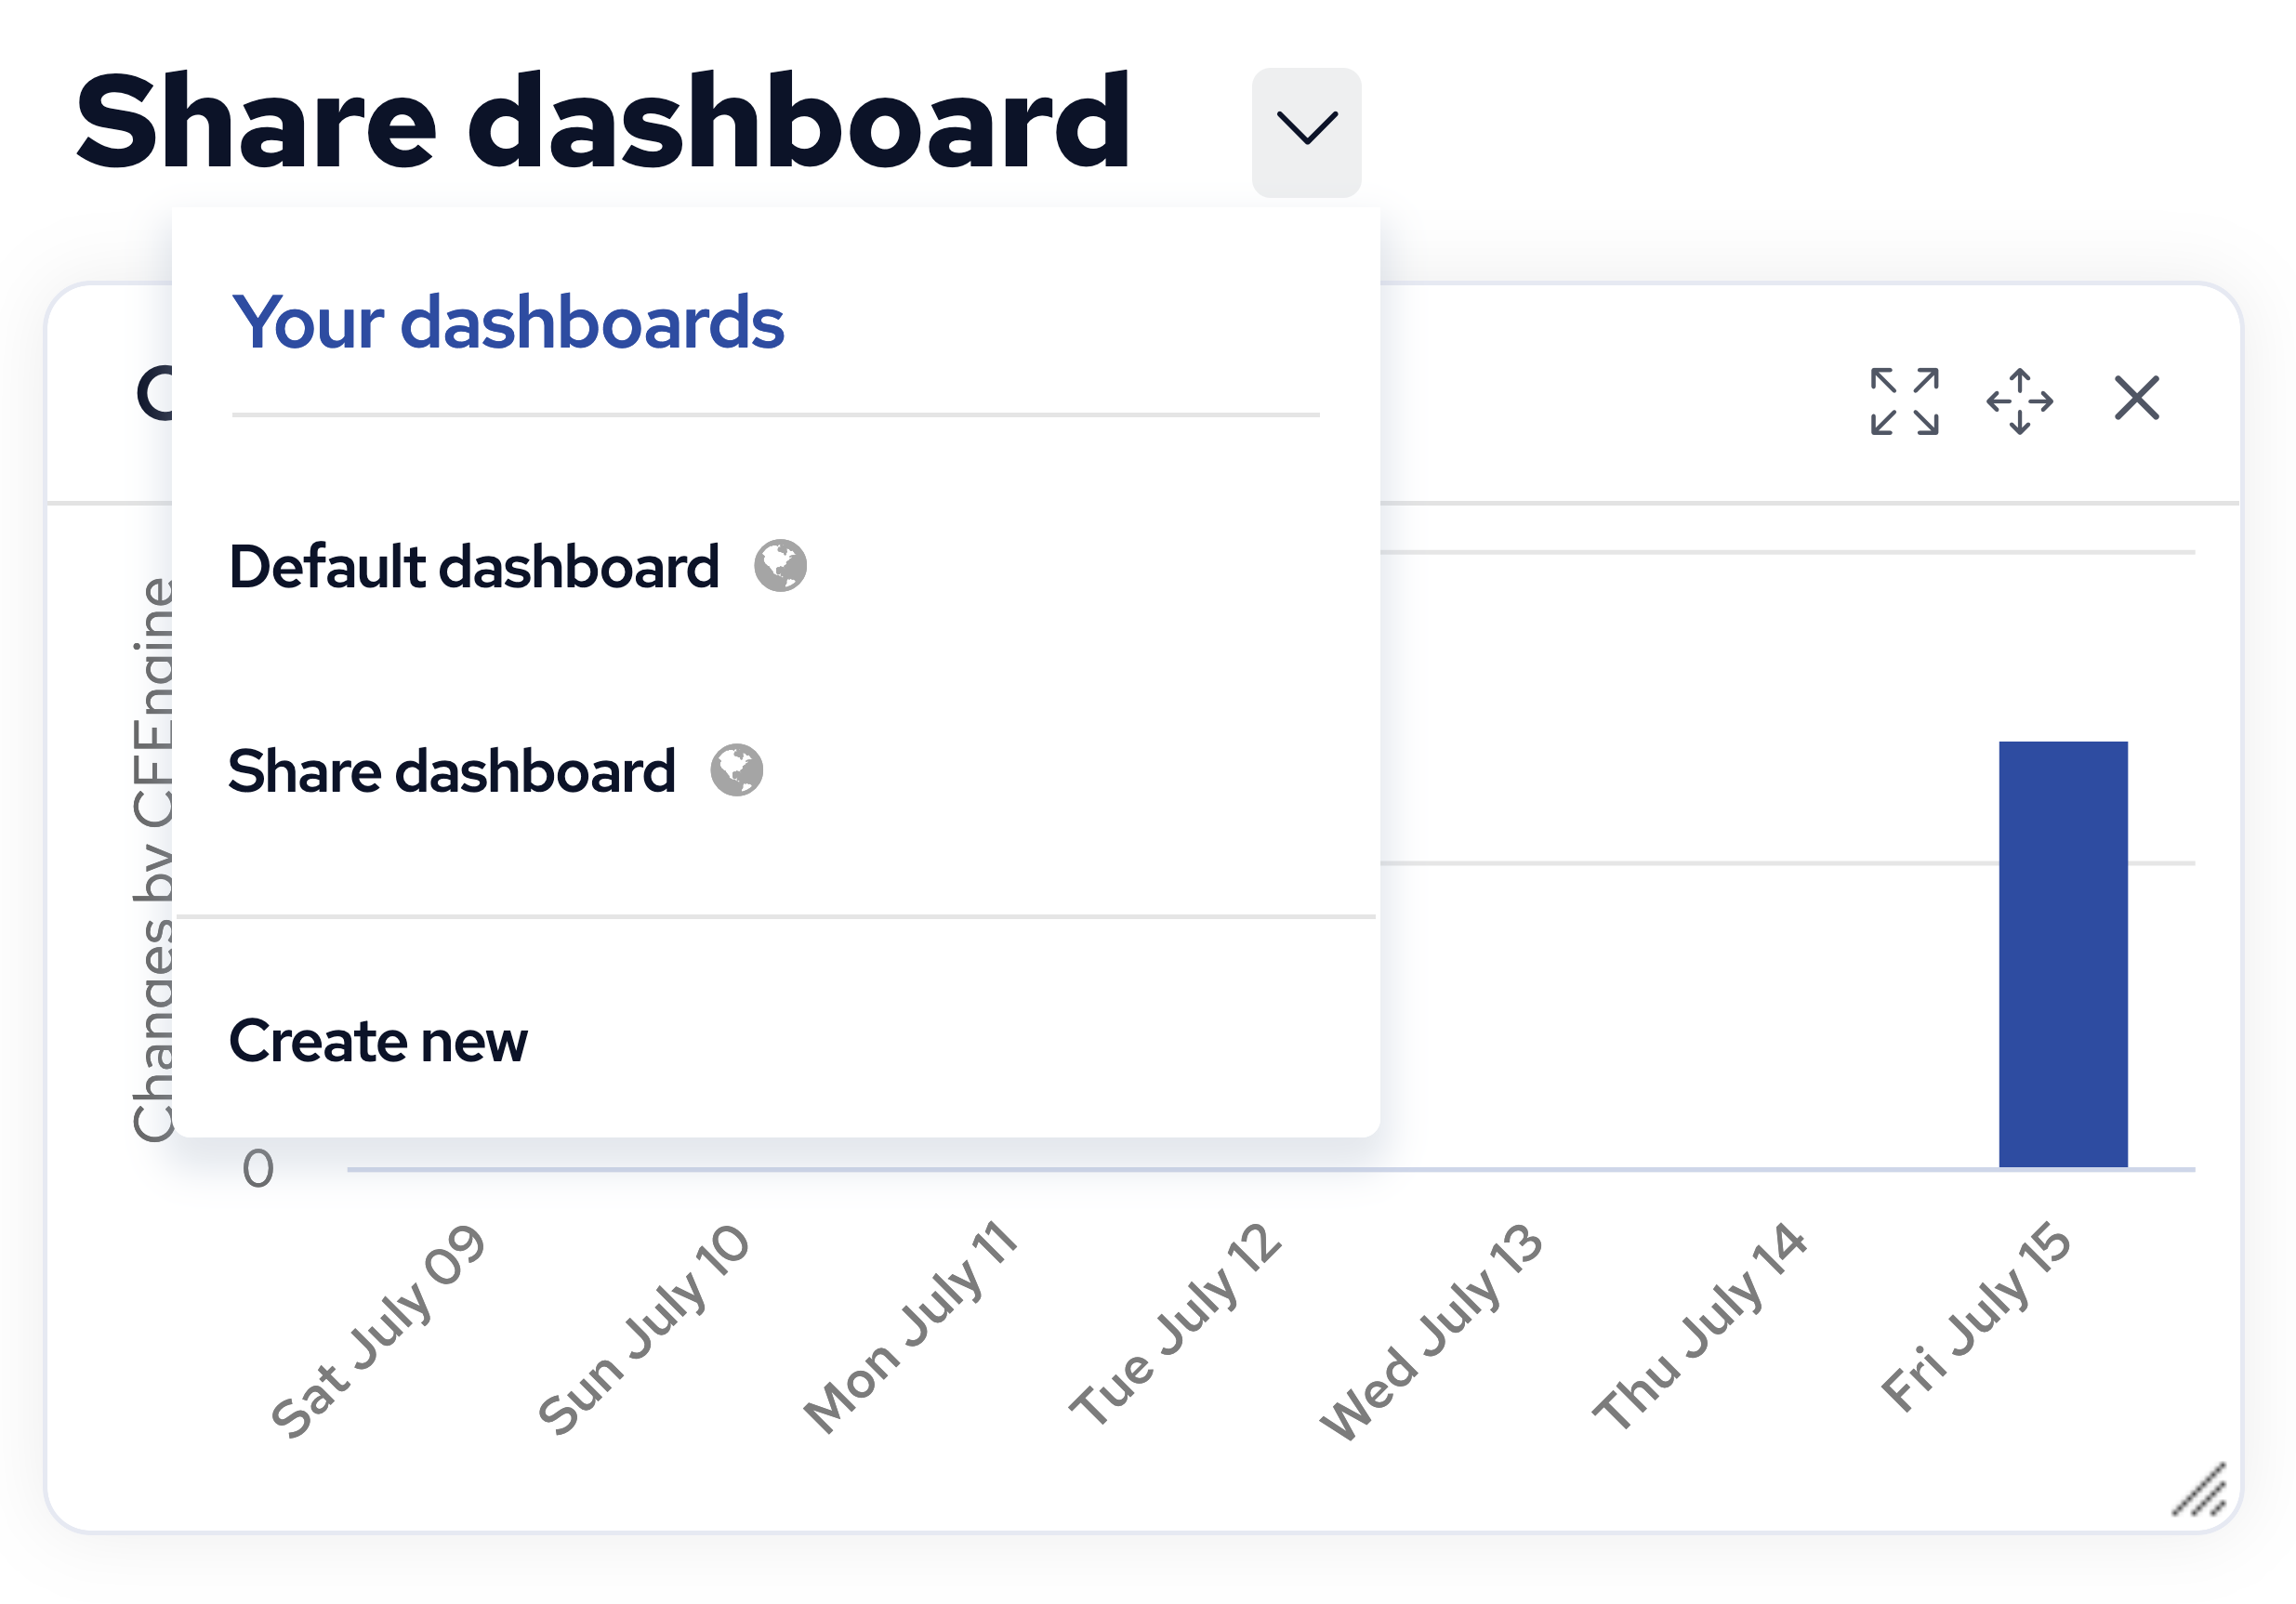 Share dashboard
Your dashboards
Default dashboard
Share dashboard
Create new
Changes by CFEngine
0
Sat July 09
Sun July 10
Mon July 11
Tue July 12
Wed July 13
Thu July 14
Fri July 15